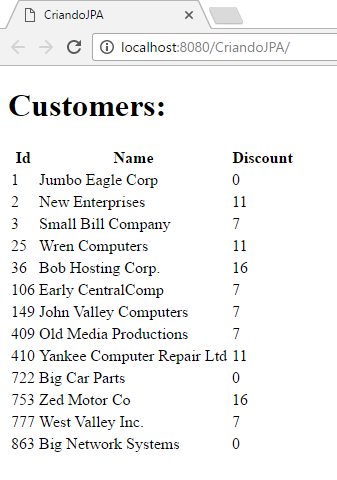 CriandoJPA
localhost:8080/CriandoJPA/
Customers:
Id Name Discount
1 Jumbo Eagle Corp 0
2 New Enterprises 11
3 Small Bill Company 7
25 Wren Computers 11
36 Bob Hosting Corp. 16
106 Early CentralComp 7
149 John Valley Computers 7
409 Old Media Productions 7
410 Yankee Computer Repair Ltd 11
722 Big Car Parts 0
753 Zed Motor Co 16
777 West Valley Inc. 7
863 Big Network Systems 0